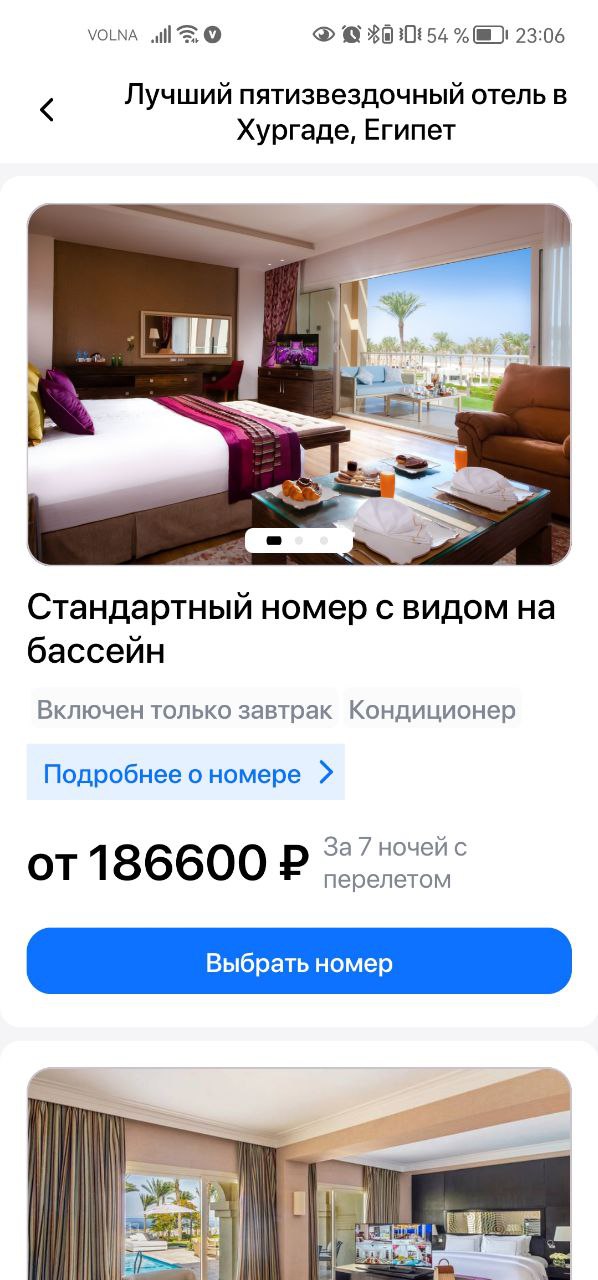 VOLNA 54 % 23:06
Лучший пятизвездочный отель в
Хургаде, Египет
Стандартный номер с видом на
бассейн
Включен только завтрак Кондиционер
Подробнее о номере
от 186600 ₽ За 7 ночей с
перелетом
Выбрать номер